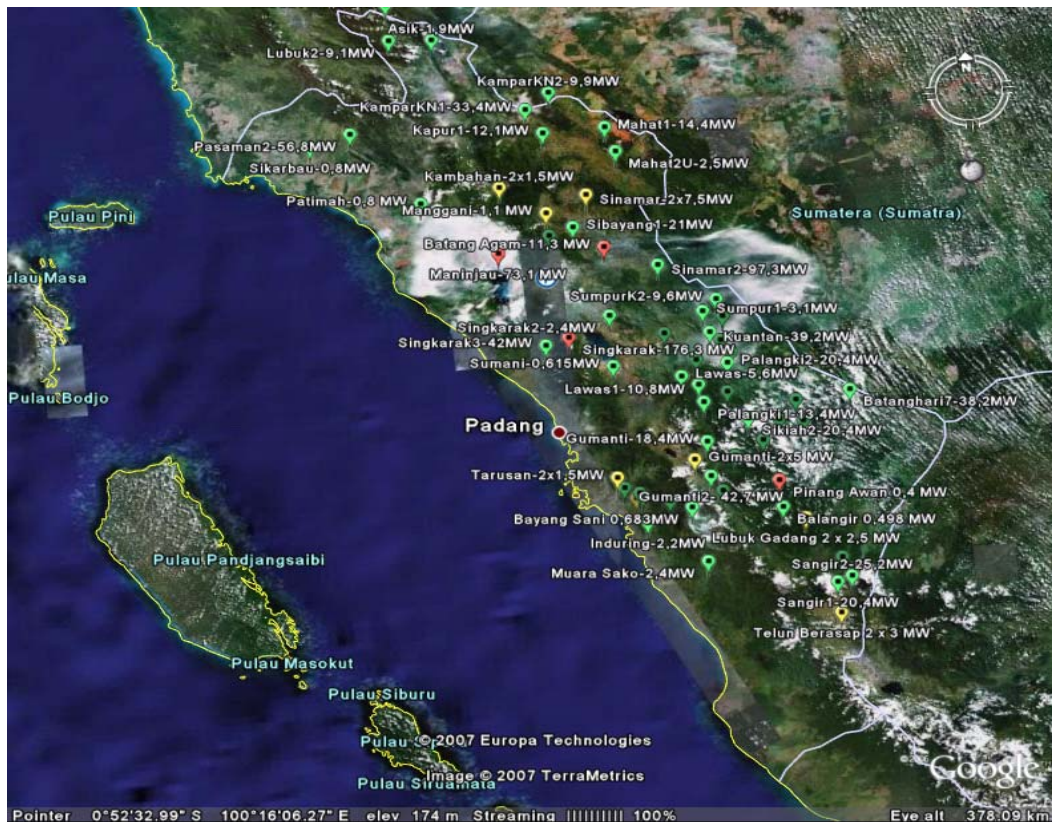 Asik-1,9MW
Lubuk2-9,1MW
KamparKN2-9,9MW
KamparKN1-33,4MW
Kapur1-12,1MW
Mahat1-14,4MW
Pasaman2-56,8MW
Mahat2U-2,5MW
Sikarbau-0,8MW
Kambahan-2x1,5MW
Patimah-0,8 MW
Manggani-1,1 MW
Sinamar-2x7,5MW
Pulau Pini
Sumatera (Sumatra)
Sibayang1-21MW
Batang Agam-11,3 MW
Maninjau-73,1 MW
Sinamar2-97,3MW
ulau Masa
SumpurK2-9,6MW
Sumpur1-3,1MW
Singkarak2-2,4MW
Kuantan-39,2MW
Singkarak3-42MW
Singkarak-176,3 MW
Sumani-0,615MW
Palangki2-20,4MW
Lawas-5,6MW
Lawas1-10,8MW
Pulau Bodjo
Batanghari7-38,2MW
Palangki1-13,4MW
Padang
Sikiah2-20,4MW
Gumanti-18,4MW
Gumanti-2x5 MW
Tarusan-2x1,5MW
Pinang Awan 0,4 MW
Gumanti2- 42,7 MW
Bayang Sani 0,683MW
Balangir 0,498 MW
Lubuk Gadang 2 x 2,5 MW
Induring-2,2MW
Pulau Pandjangsaibi
Muara Sako-2,4MW
Sangir2-25,2MW
Sangir1-20,4MW
Telun Berasap 2 x 3 MW
Pulau Masokut
Pulau Siburu
Pulau
© 2007 Europa Technologies
Image © 2007 TerraMetrics
Pulau Siruamata
N
Google
Pointer 0°52'32.99" S 100°16'06.27" E elev 174 m Streaming |||||||||| 100% Eye alt 378.09 km